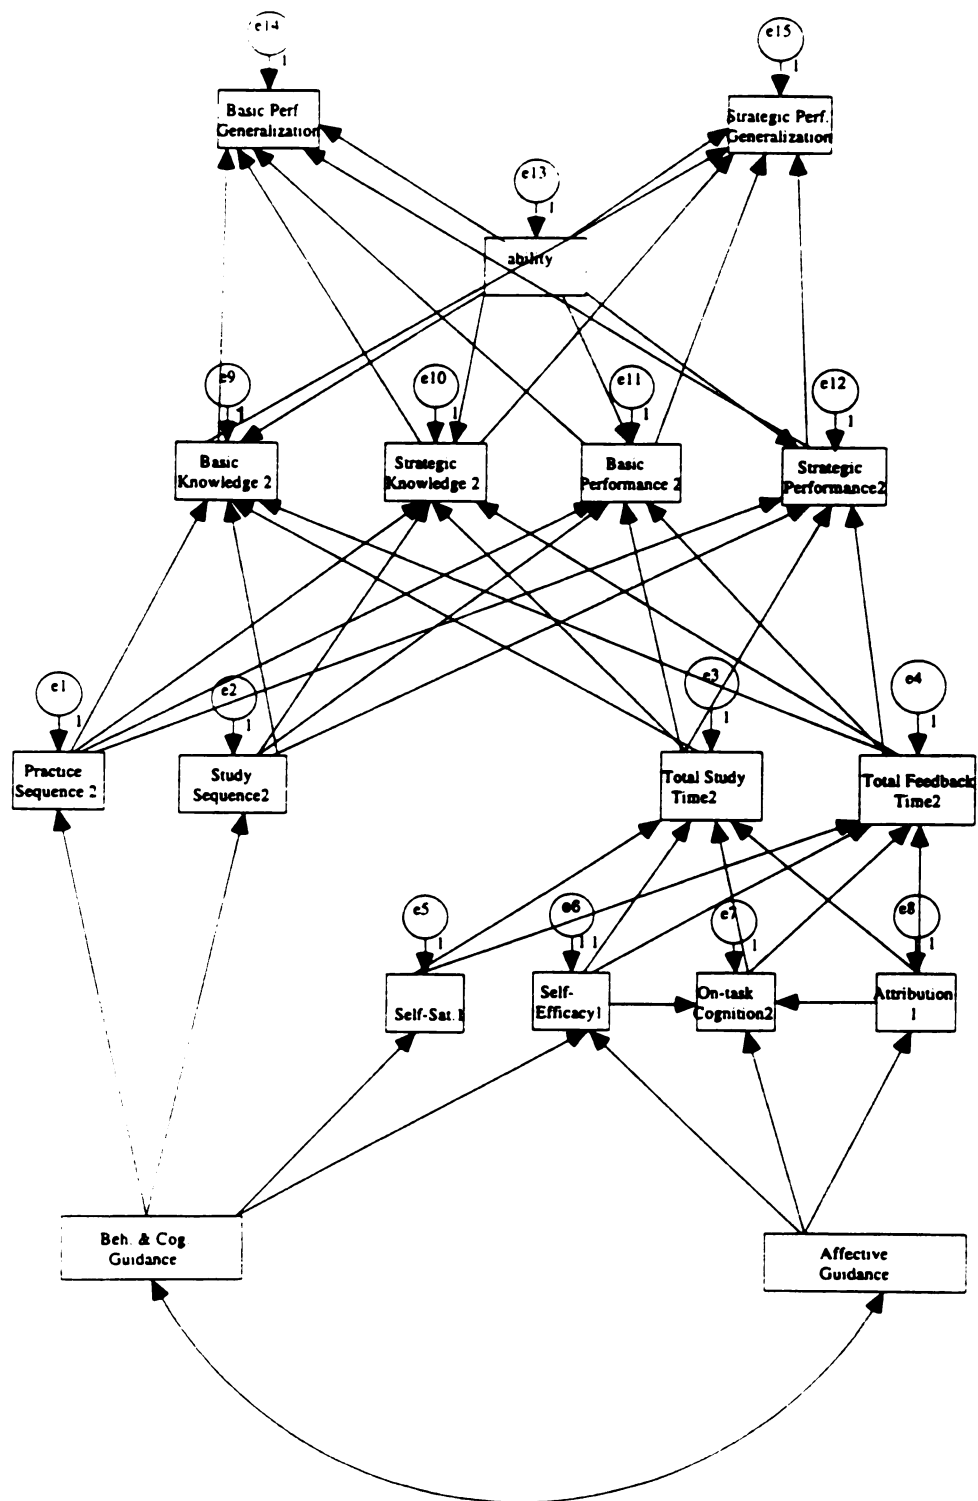 e14
e15
1
1
Basic Perf
Generalization
Strategic Perf.
Generalization
e13
1
ability
e9
e10
e11
e12
1
1
1
1
Basic
Knowledge 2
Strategic
Knowledge 2
Basic
Performance 2
Strategic
Performance2
e1
e2
e3
e4
1
1
1
1
Practice
Sequence 2
Study
Sequence2
Total Study
Time2
Total Feedback
Time2
e5
e6
e7
e8
1
1 1
1
1
Self-Sat.1
Self-
Efficacy1
On-task
Cognition2
Attribution
1
Beh. & Cog
Guidance
Affective
Guidance